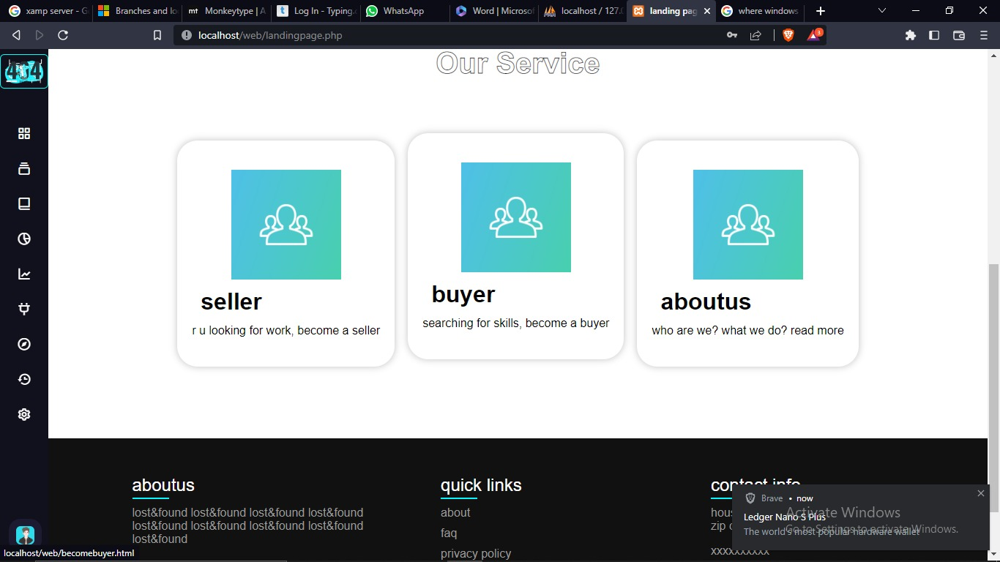 xamp server - G
Branches and lo
mt Monkeytype | A
t Log In - Typing.c
WhatsApp
Word | Microsof
localhost / 127.0
landing pag
where windows
localhost/web/landingpage.php
3
404
Our Service
seller
r u looking for work, become a seller
buyer
searching for skills, become a buyer
aboutus
who are we? what we do? read more
aboutus
lost&found lost&found lost&found lost&found
lost&found lost&found lost&found lost&found
lost&found
quick links
about
faq
privacy policy
contact info
hous
zip c
xxxxxxxxxx
Brave • now
Ledger Nano S Plus
The world's most popular hardware wallet
Activate Windows
Go to Settings to activate Windows.
localhost/web/becomebuyer.html